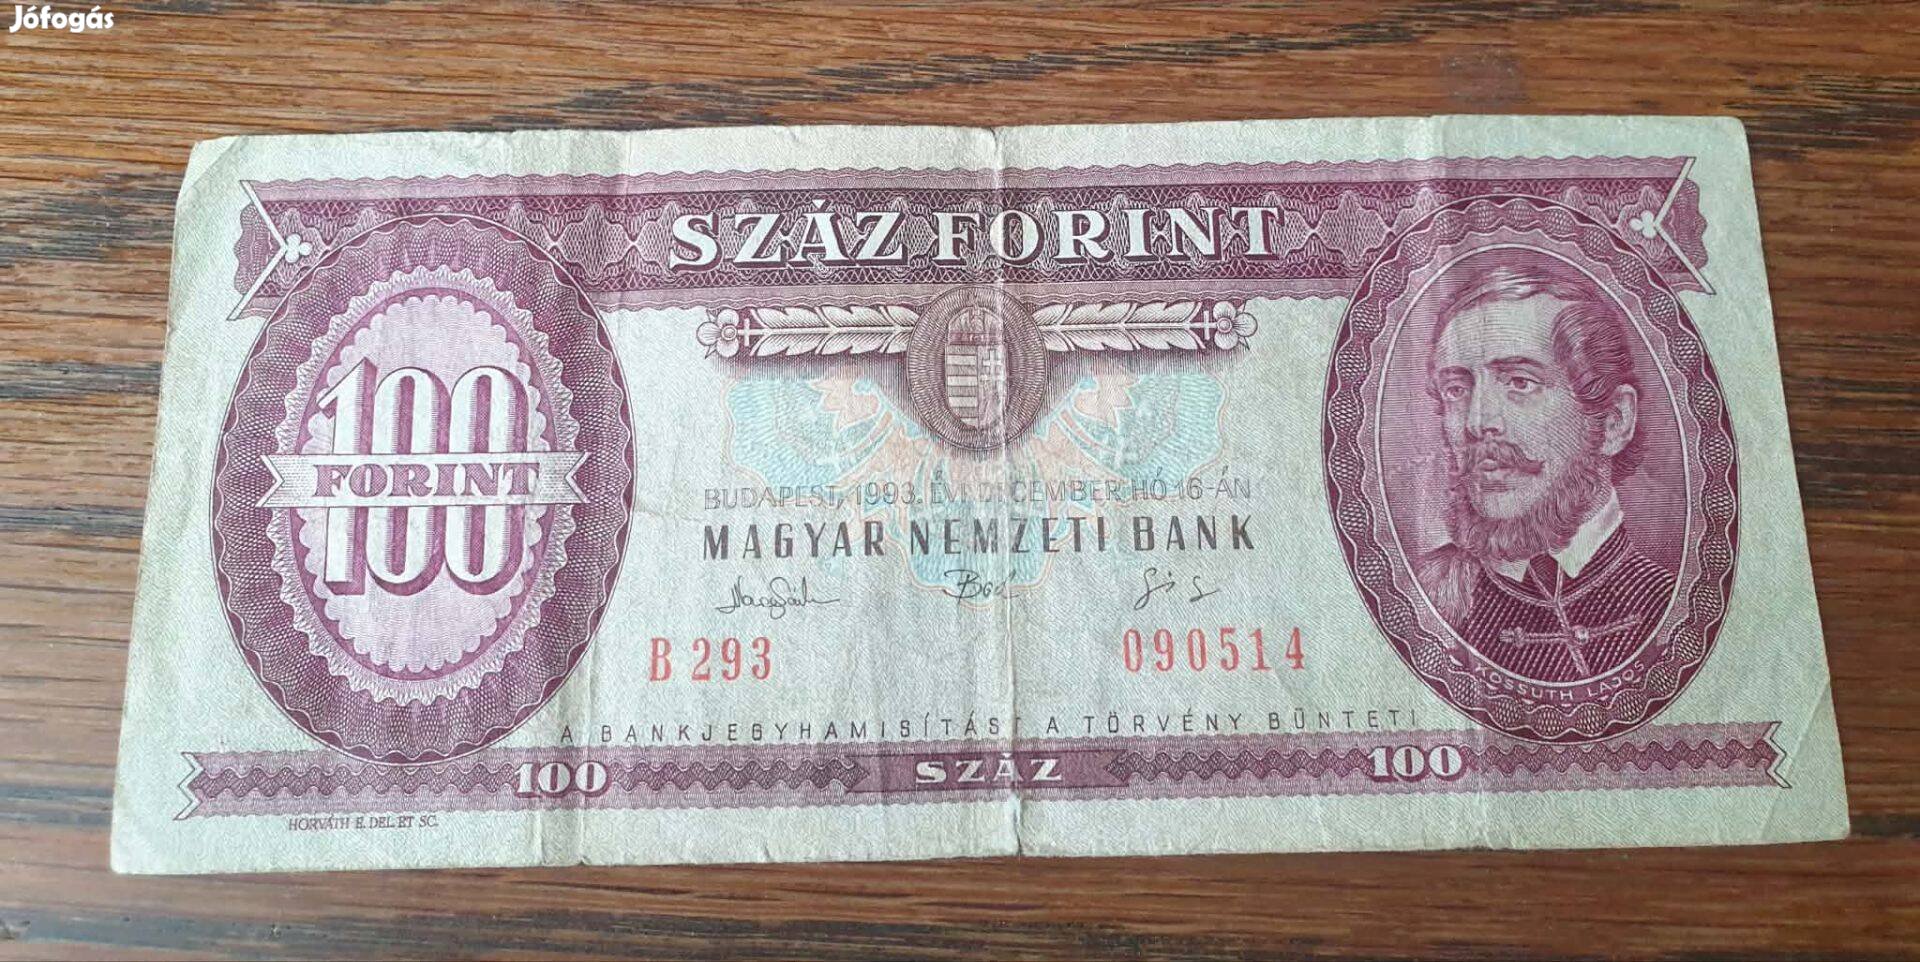 Jófogás
SZÁZ FORINT
100
FORINT
100
BUDAPEST, 1993. ÉVI DECEMBER HÓ 16-ÁN
MAGYAR NEMZETI BANK
B 293
090514
KOSSUTH LAJOS
A BANKJEGYHAMISÍTÁST A TÖRVÉNY BÜNTETI
100 SZÁZ 100
HORVÁTH E. DEL. ET SC.